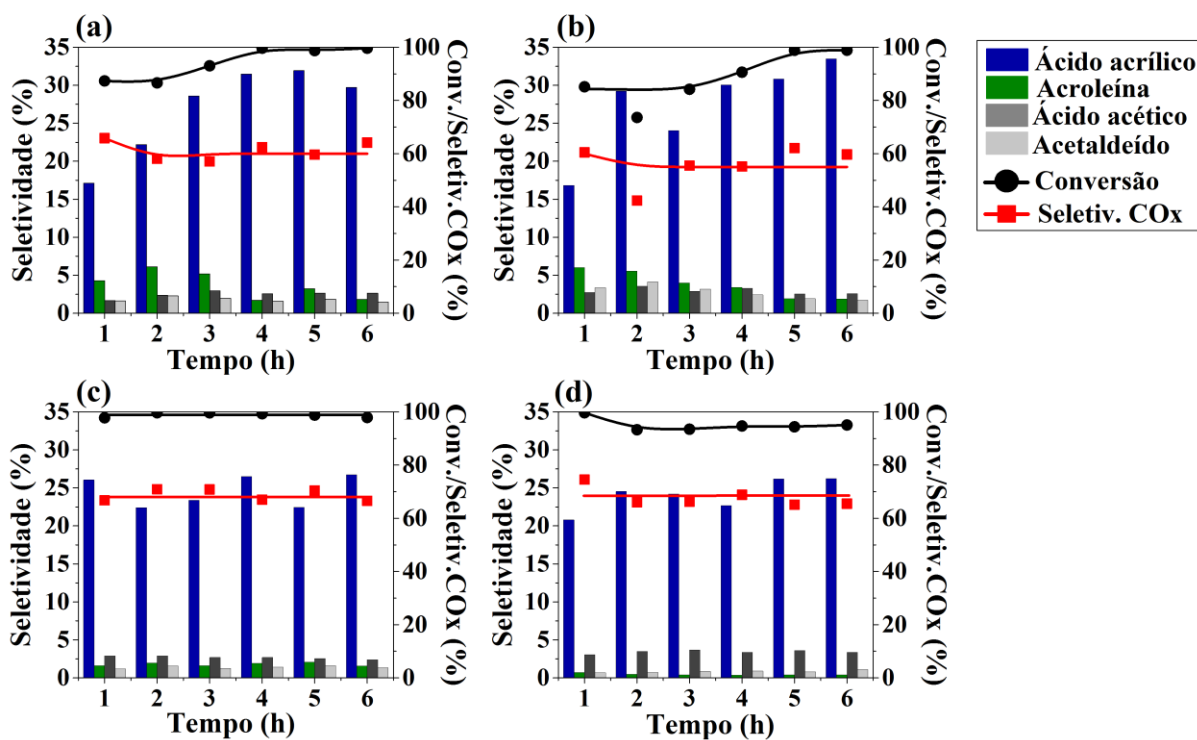 (a)
35
30
25
20
15
10
5
0
Seletividade (%)
1 2 3 4 5 6
Tempo (h)
100
80
60
40
20
0
Conv./Seletiv.COx (%)
(b)
35
30
25
20
15
10
5
0
Seletividade (%)
1 2 3 4 5 6
Tempo (h)
100
80
60
40
20
0
Conv./Seletiv.COx (%)
Ácido acrílico
Acroleína
Ácido acético
Acetaldeído
Conversão
Seletiv. COx
(c)
35
30
25
20
15
10
5
0
Seletividade (%)
1 2 3 4 5 6
Tempo (h)
100
80
60
40
20
0
Conv./Seletiv.COx (%)
(d)
35
30
25
20
15
10
5
0
Seletividade (%)
1 2 3 4 5 6
Tempo (h)
100
80
60
40
20
0
Conv./Seletiv.COx (%)